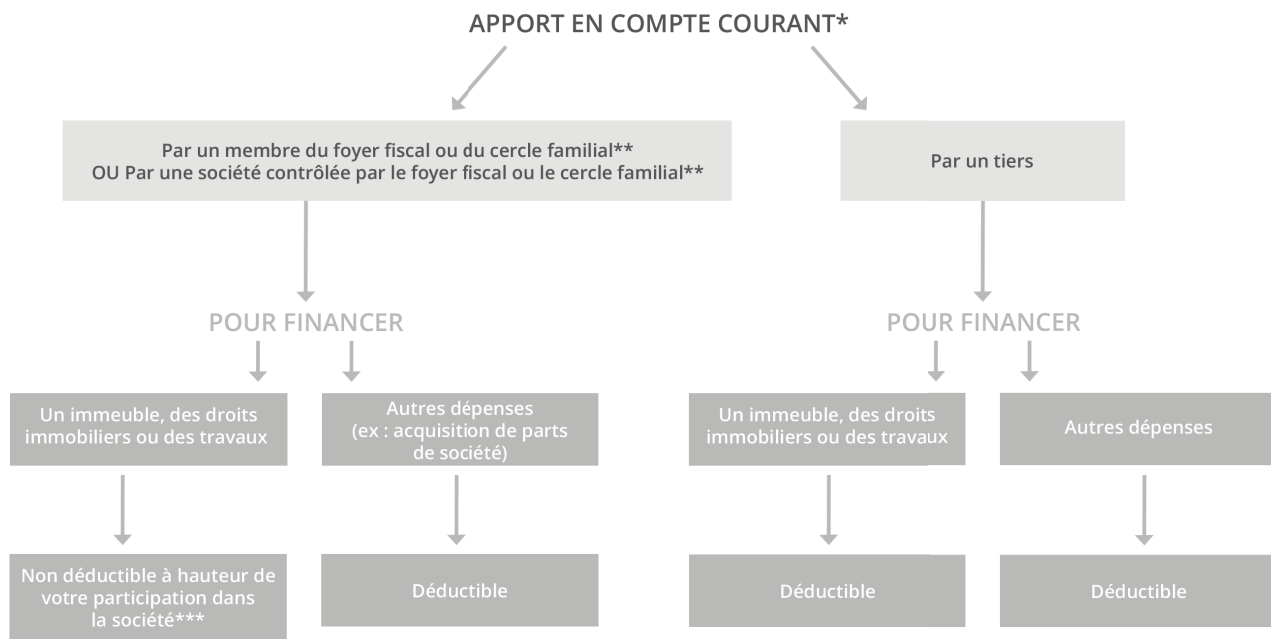 APPORT EN COMPTE COURANT*
Par un membre du foyer fiscal ou du cercle familial**
OU Par une société contrôlée par le foyer fiscal ou le cercle familial**
Par un tiers
POUR FINANCER
POUR FINANCER
Un immeuble, des droits
immobiliers ou des travaux
Autres dépenses
(ex : acquisition de parts
de société)
Un immeuble, des droits
immobiliers ou des travaux
Autres dépenses
Non déductible à hauteur de
votre participation dans
la société***
Déductible
Déductible
Déductible